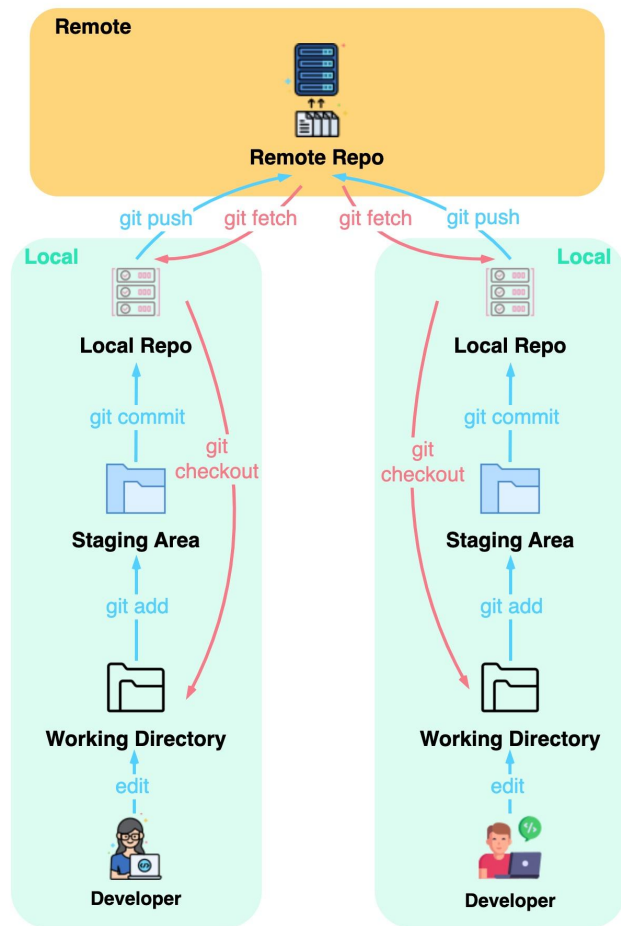 Remote
Remote Repo
git push
git fetch
git fetch
git push
Local
Local
Local Repo
Local Repo
git commit
git commit
git
checkout
git
checkout
Staging Area
Staging Area
git add
git add
Working Directory
Working Directory
edit
edit
Developer
Developer